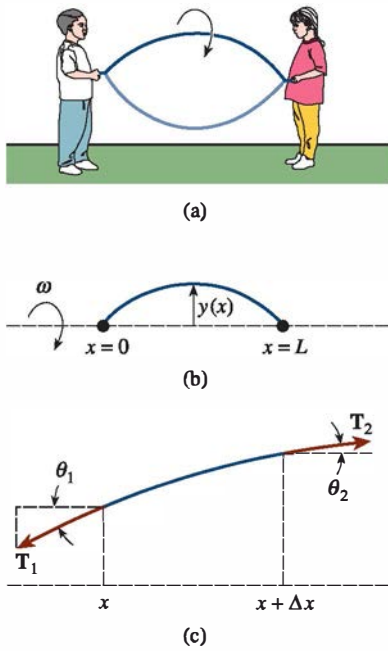 (a)
ω
y(x)
x = 0
x = L
(b)
T₂
θ₁
θ₂
T₁
x
x + Δx
(c)